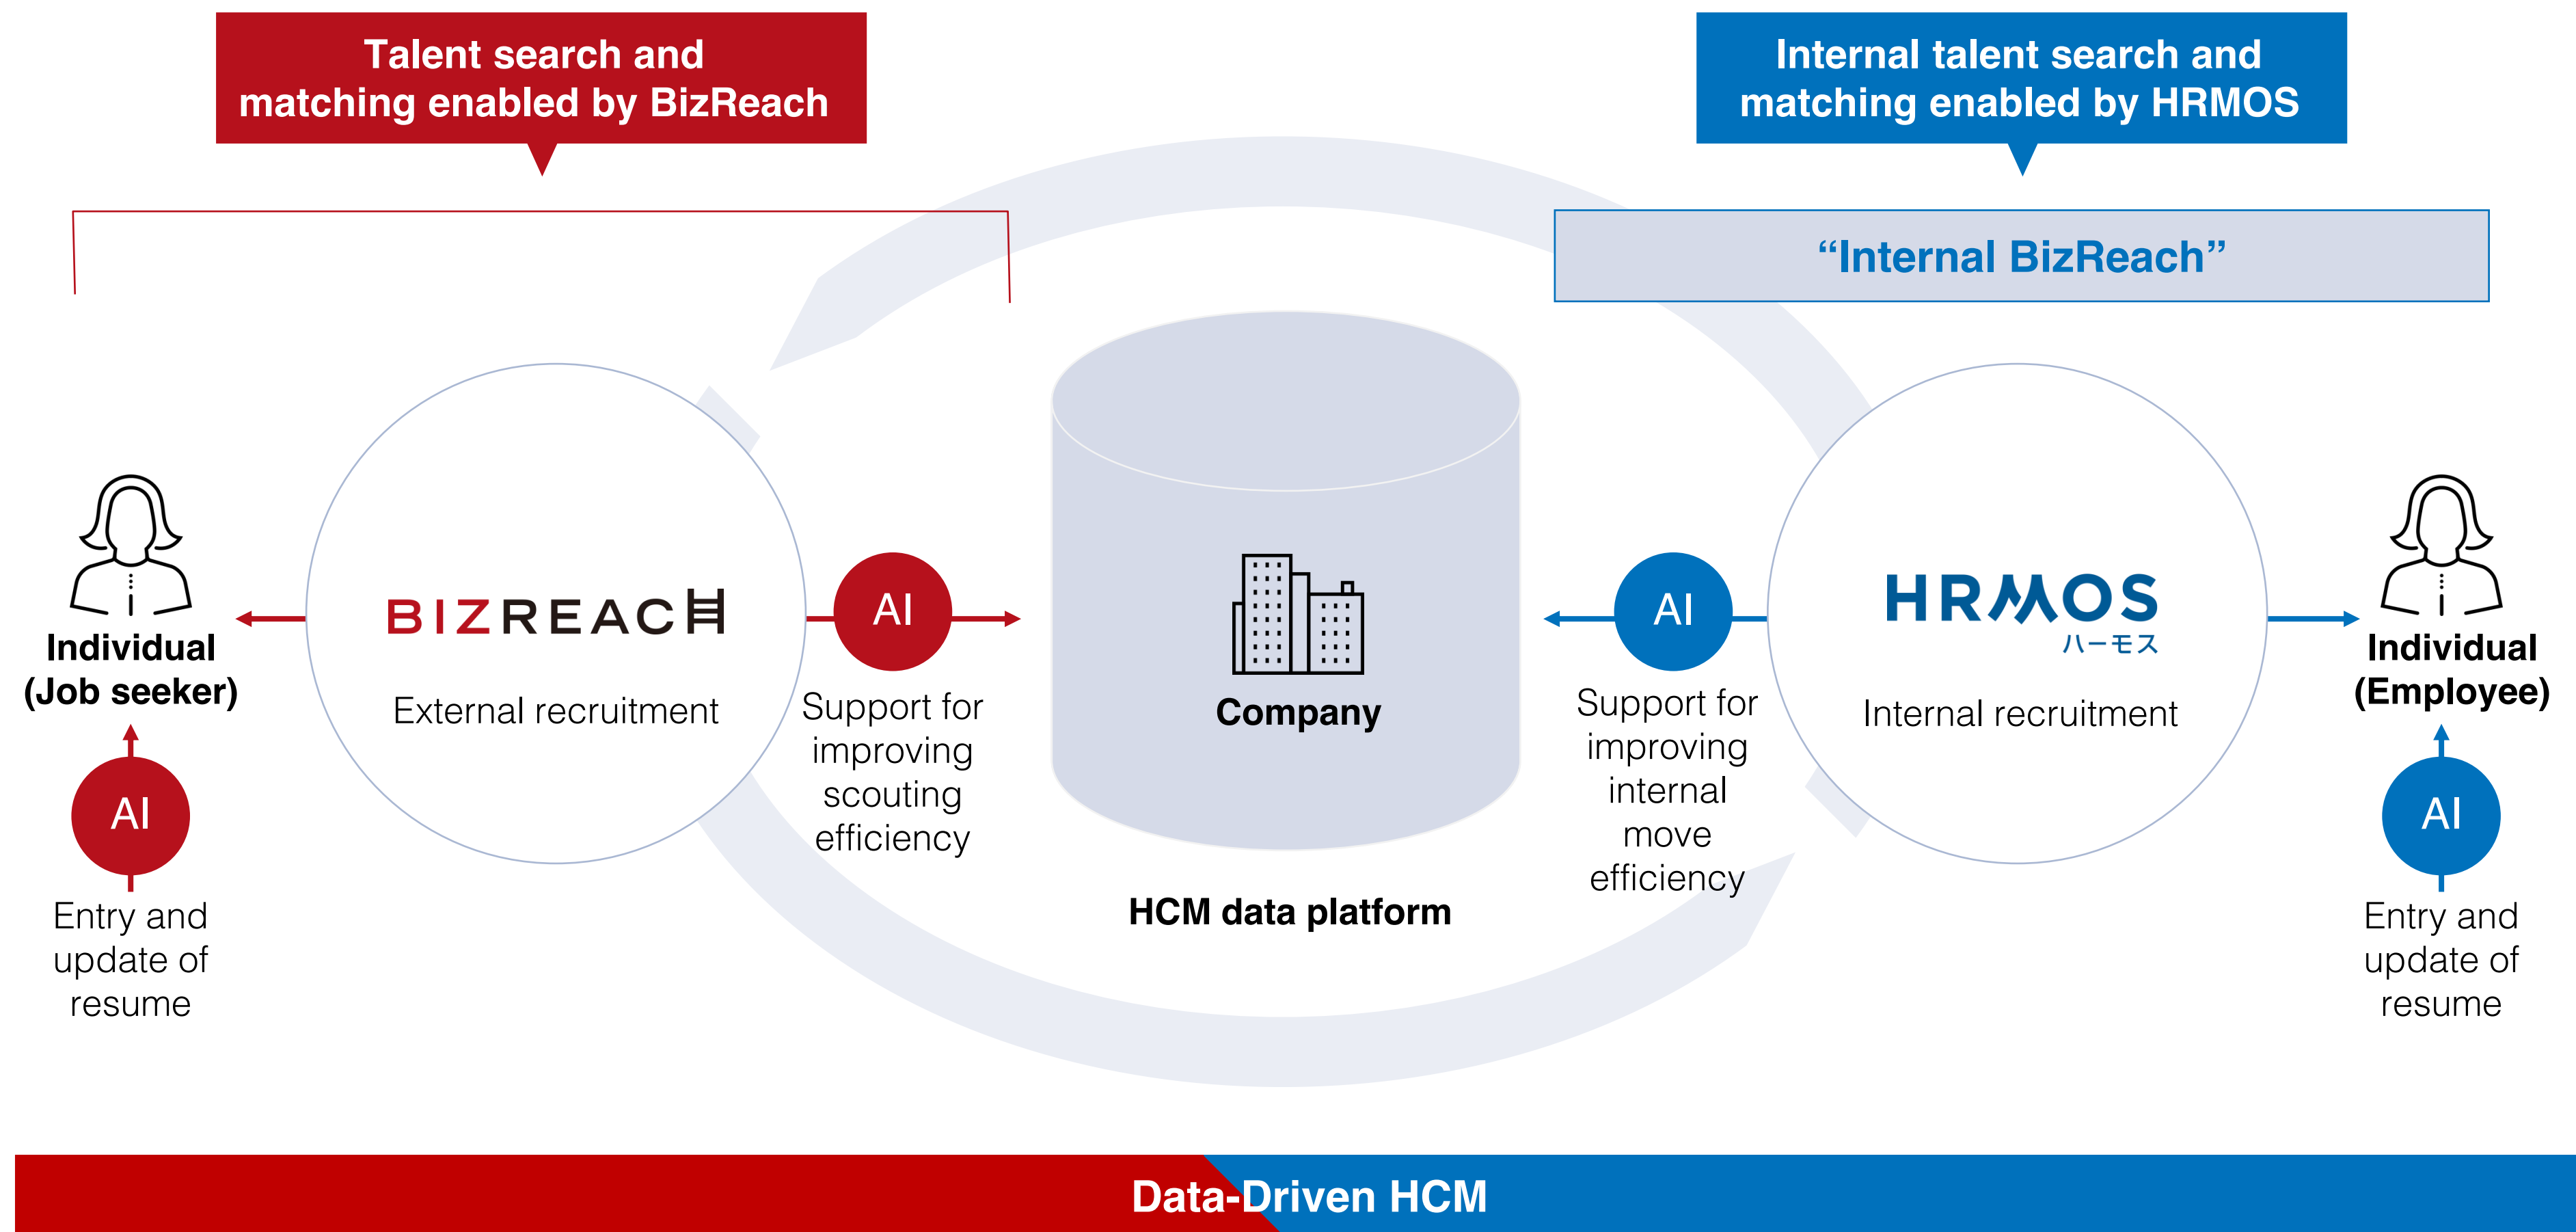 Talent search and
matching enabled by BizReach
Internal talent search and
matching enabled by HRMOS
“Internal BizReach”
Individual
(Job seeker)
AI
Entry and
update of
resume
BIZREACH
External recruitment
AI
Support for
improving
scouting
efficiency
Company
HCM data platform
AI
Support for
improving
internal
move
efficiency
HRMOS
ハーモス
Internal recruitment
Individual
(Employee)
AI
Entry and
update of
resume
Data-Driven HCM